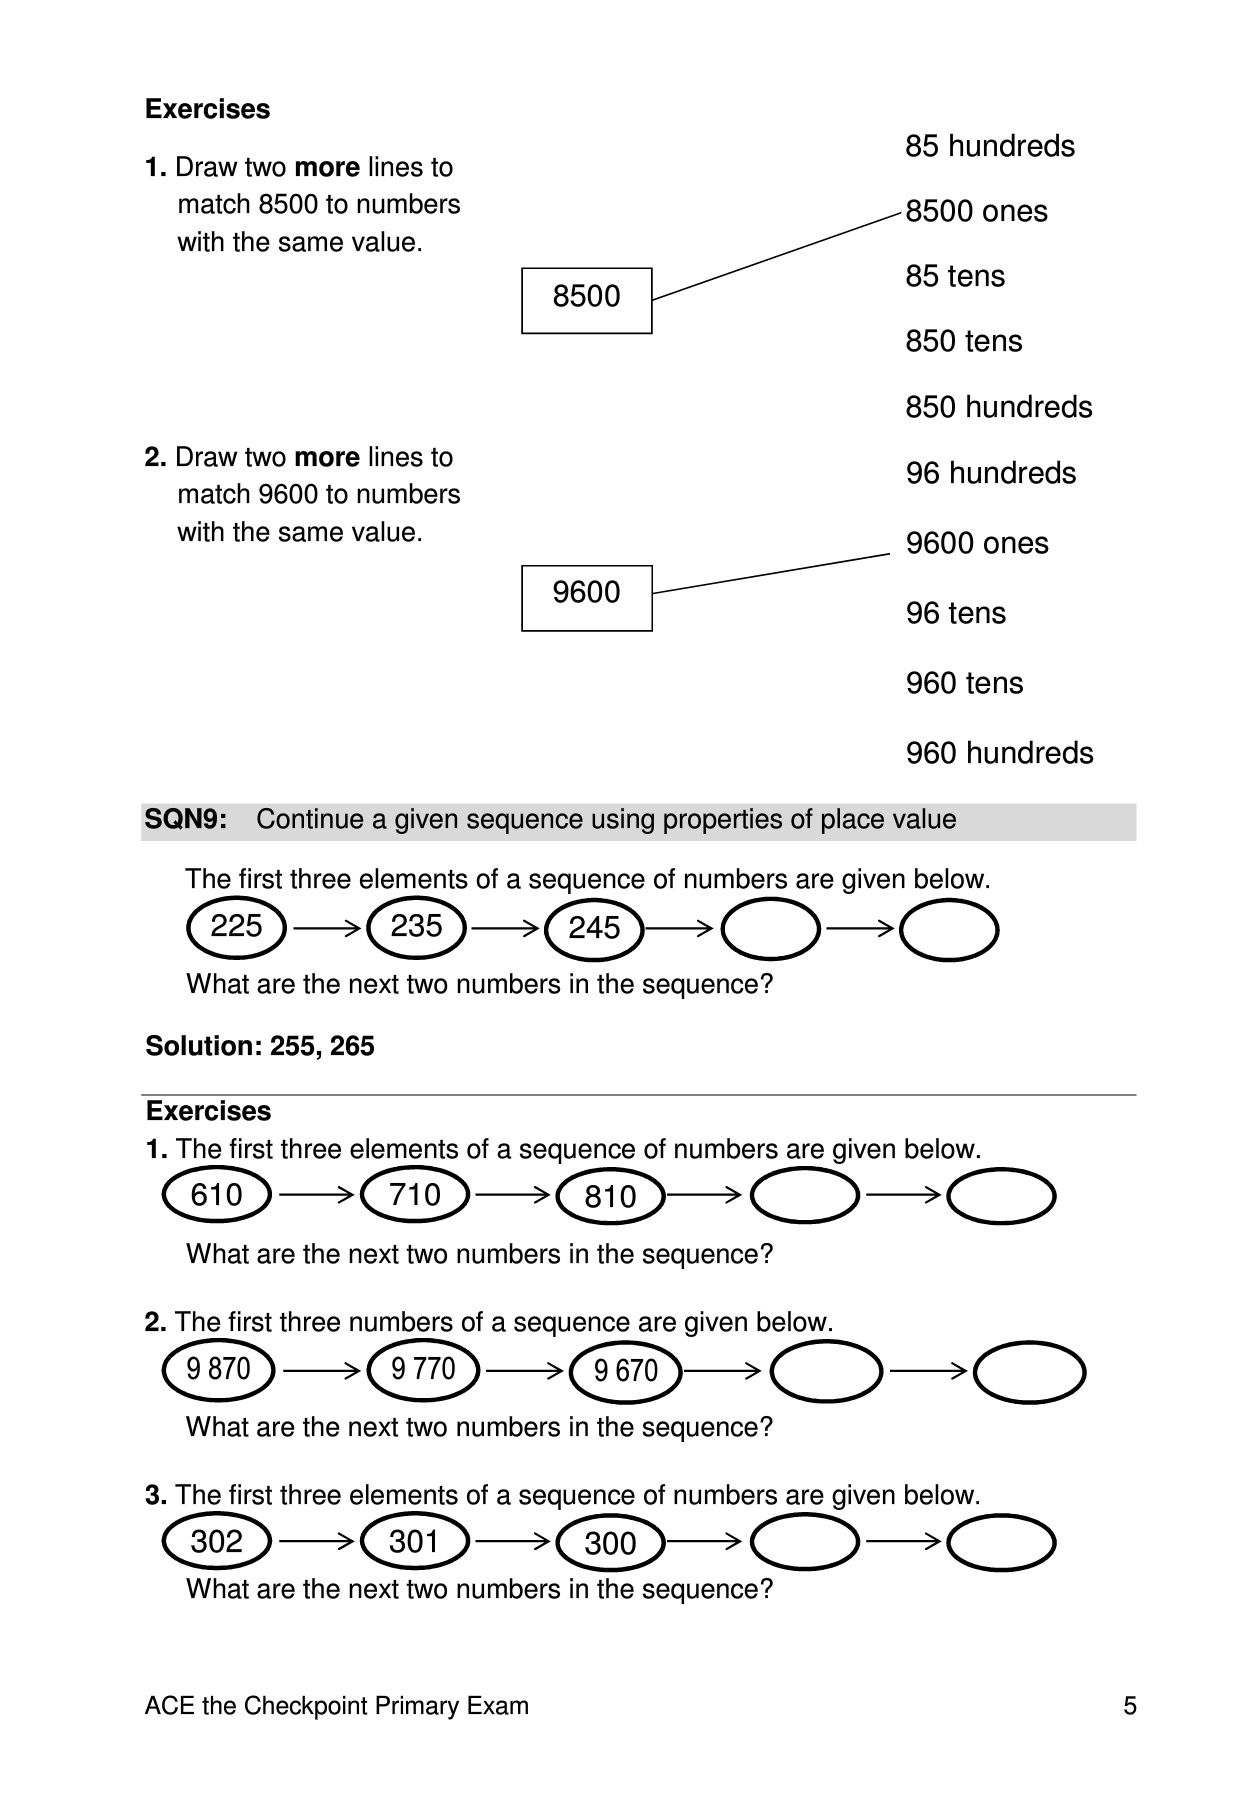 Exercises
1. Draw two more lines to
match 8500 to numbers
with the same value.
8500
85 hundreds
8500 ones
85 tens
850 tens
850 hundreds
2. Draw two more lines to
match 9600 to numbers
with the same value.
9600
96 hundreds
9600 ones
96 tens
960 tens
960 hundreds
SQN9: Continue a given sequence using properties of place value
The first three elements of a sequence of numbers are given below.
225 235 245
What are the next two numbers in the sequence?
Solution: 255, 265
Exercises
1. The first three elements of a sequence of numbers are given below.
610 710 810
What are the next two numbers in the sequence?
2. The first three numbers of a sequence are given below.
9 870 9 770 9 670
What are the next two numbers in the sequence?
3. The first three elements of a sequence of numbers are given below.
302 301 300
What are the next two numbers in the sequence?
ACE the Checkpoint Primary Exam 5